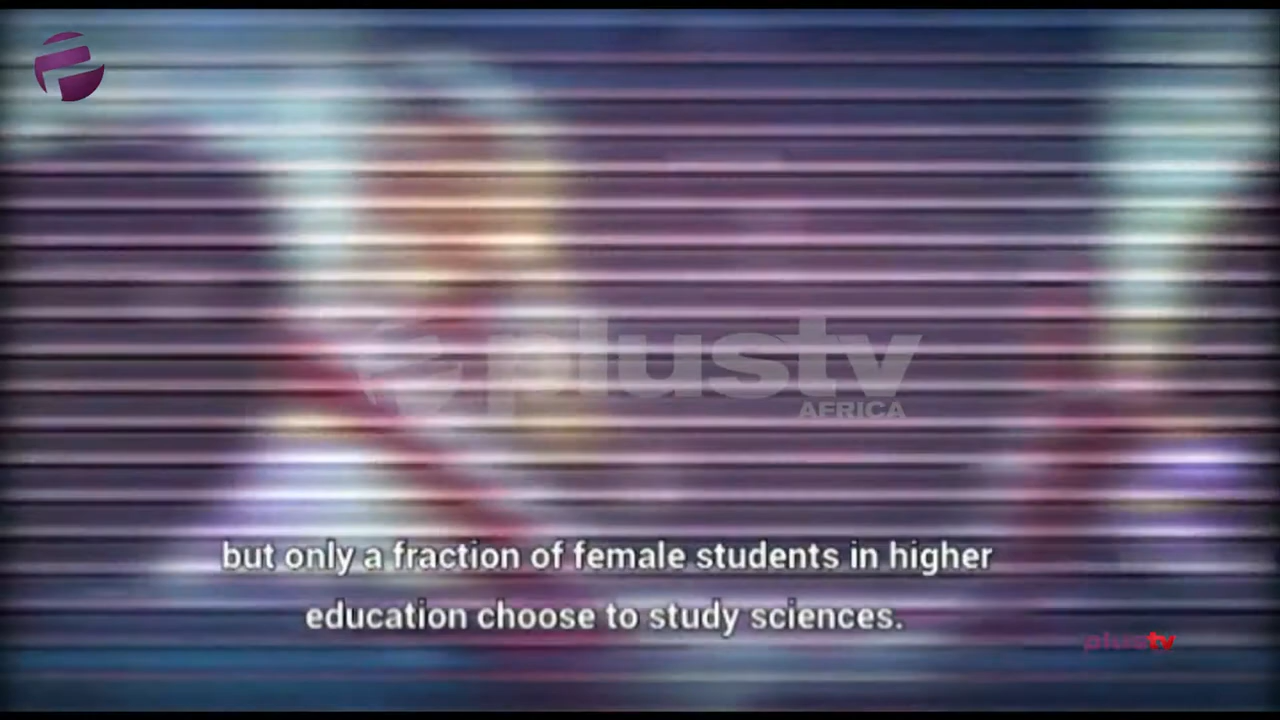 plustv
AFRICA
but only a fraction of female students in higher
education choose to study sciences.
plustv